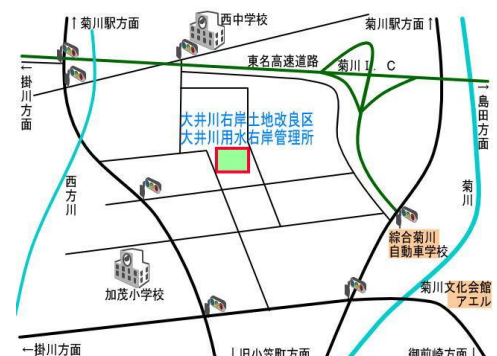 ↑菊川駅方面
西中学校
菊川駅方面↑
東名高速道路
菊川I．C
←掛川方面
→島田方面
大井川右岸土地改良区
大井川用水右岸管理所
西方川
菊川
綜合菊川
自動車学校
加茂小学校
菊川文化会館
アエル
←掛川方面
↓旧小笠町方面
御前崎方面↓